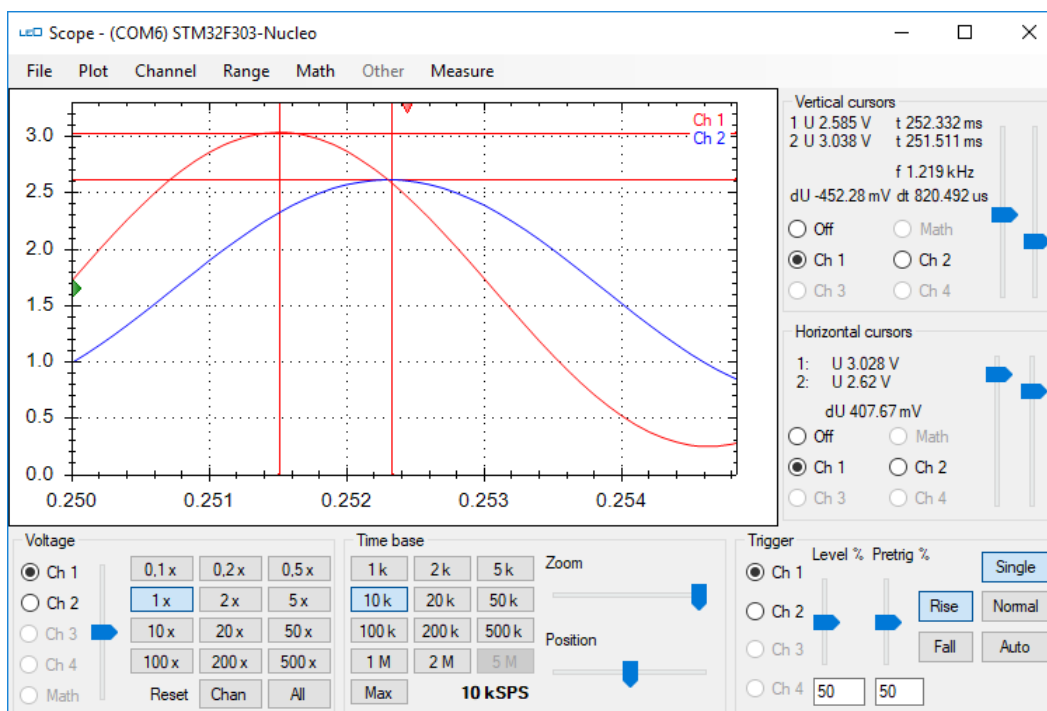 LEO Scope - (COM6) STM32F303-Nucleo
File Plot Channel Range Math Other Measure
Ch 1
Ch 2
3.0
2.5
2.0
1.5
1.0
0.5
0.0
0.250 0.251 0.252 0.253 0.254
Vertical cursors
1 U 2.585 V t 252.332 ms
2 U 3.038 V t 251.511 ms
f 1.219 kHz
dU -452.28 mV dt 820.492 us
Off Math
Ch 1 Ch 2
Ch 3 Ch 4
Horizontal cursors
1: U 3.028 V
2: U 2.62 V
dU 407.67 mV
Off Math
Ch 1 Ch 2
Ch 3 Ch 4
Voltage
Ch 1
Ch 2
Ch 3
Ch 4
Math
0,1 x 0,2 x 0,5 x
1 x 2 x 5 x
10 x 20 x 50 x
100 x 200 x 500 x
Reset Chan All
Time base
1 k 2 k 5 k
10 k 20 k 50 k
100 k 200 k 500 k
1 M 2 M 5 M
Max 10 kSPS
Zoom
Position
Trigger
Ch 1
Ch 2
Ch 3
Ch 4
Level % Pretrig %
50 50
Single
Rise Normal
Fall Auto